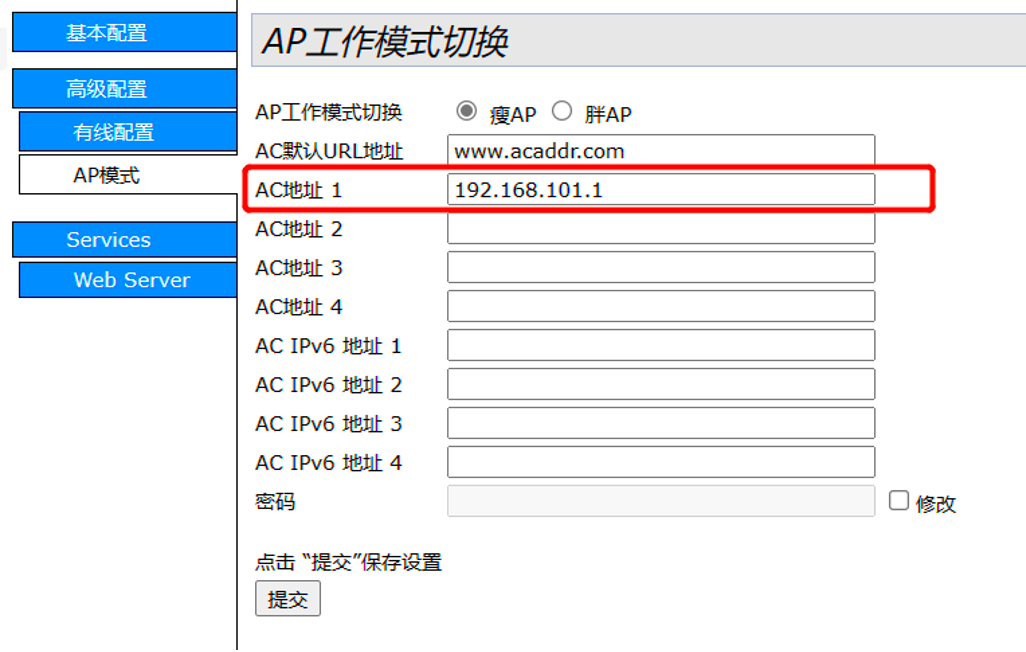 基本配置
高级配置
有线配置
AP模式
Services
Web Server
AP工作模式切换
AP工作模式切换 瘦AP 胖AP
AC默认URL地址 www.acaddr.com
AC地址 1 192.168.101.1
AC地址 2
AC地址 3
AC地址 4
AC IPv6 地址 1
AC IPv6 地址 2
AC IPv6 地址 3
AC IPv6 地址 4
密码 修改
点击 “提交”保存设置
提交